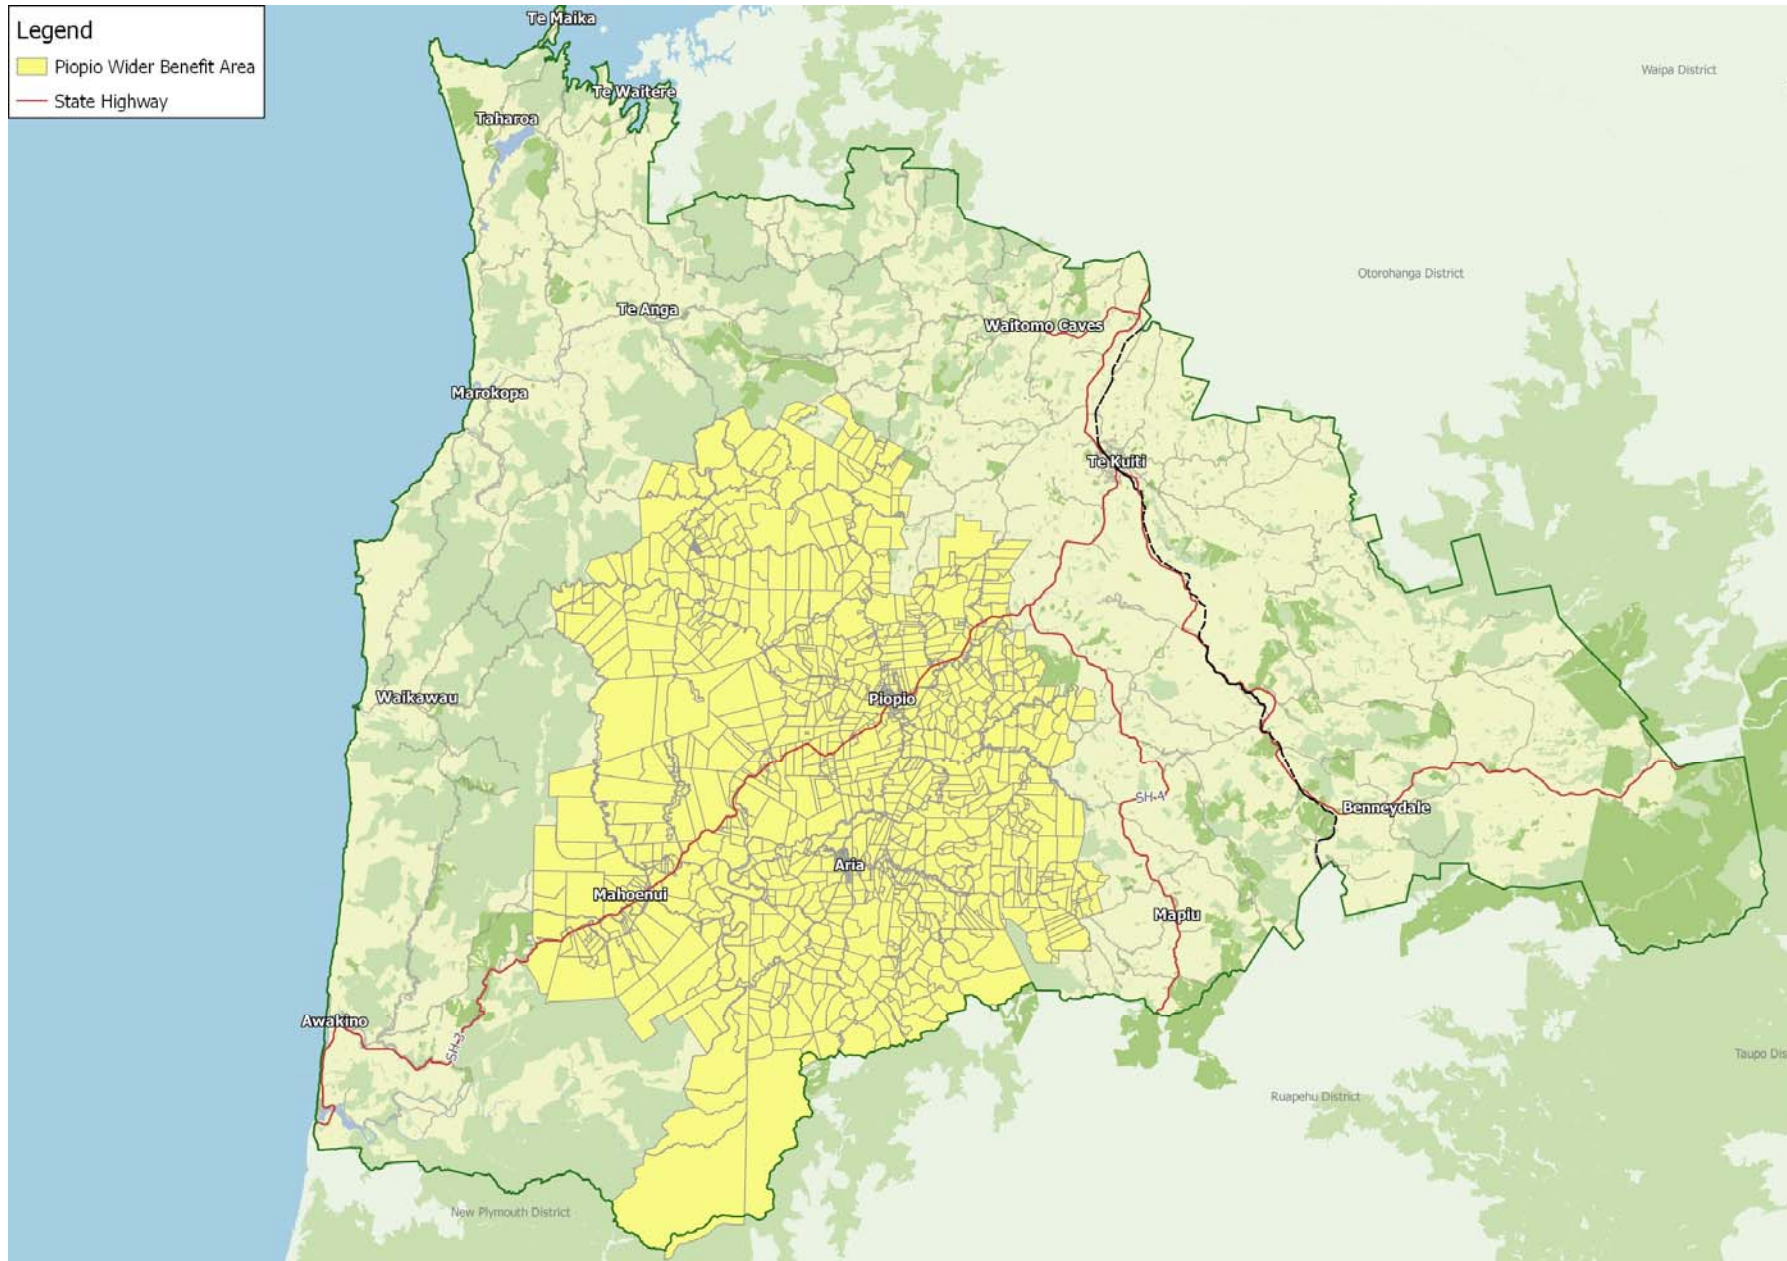 Legend
Piopio Wider Benefit Area
State Highway
Te Maika
Waipa District
Te Waitere
Taharoa
Otorohanga District
Te Anga
Waitomo Caves
Marokopa
Te Kuiti
Waikawau
Piopio
SH 4
Benneydale
Aria
Mahoenui
Mapiu
Awakino
SH 3
Taupo Dis
Ruapehu District
New Plymouth District